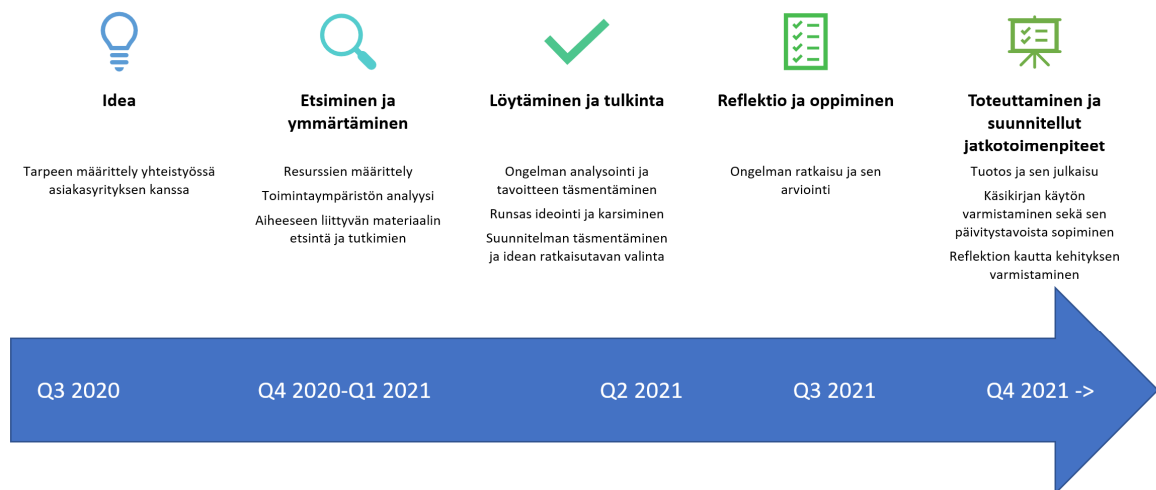 Idea
Tarpeen määrittely yhteistyössä
asiakasyrityksen kanssa
Etsiminen ja
ymmärtäminen
Resurssien määrittely
Toimintaympäristön analyysi
Aiheeseen liittyvän materiaalin
etsintä ja tutkimien
Löytäminen ja tulkinta
Ongelman analysointi ja
tavoitteen täsmentäminen
Runsas ideointi ja karsiminen
Suunnitelman täsmentäminen
ja idean ratkaisutavan valinta
Reflektio ja oppiminen
Ongelman ratkaisu ja sen
arviointi
Toteuttaminen ja
suunnitellut
jatkotoimenpiteet
Tuotos ja sen julkaisu
Käsikirjan käytön
varmistaminen sekä sen
päivitystavoista sopiminen
Reflektion kautta kehityksen
varmistaminen
Q3 2020
Q4 2020-Q1 2021
Q2 2021
Q3 2021
Q4 2021 ->